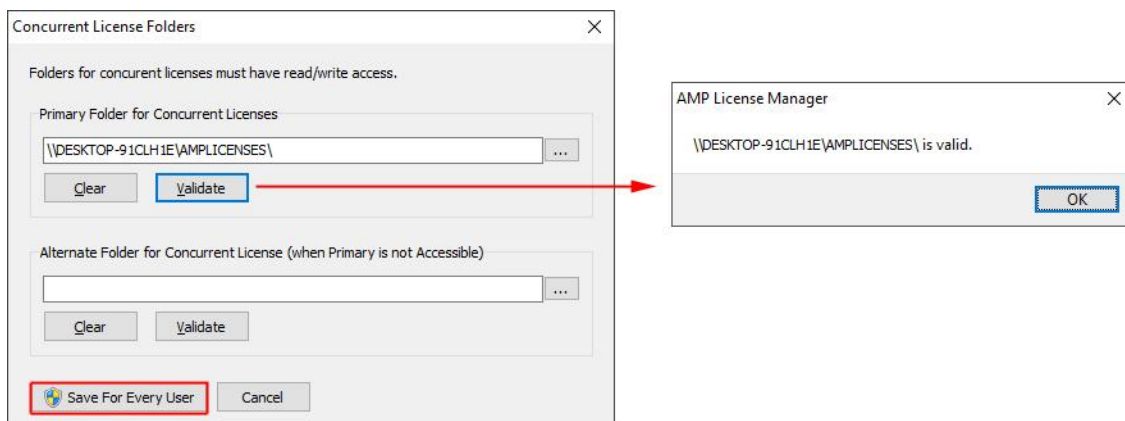 Concurrent License Folders
Folders for concurent licenses must have read/write access.
Primary Folder for Concurrent Licenses
\\DESKTOP-91CLH1E\AMPLICENSES\
...
Clear
Validate
Alternate Folder for Concurrent License (when Primary is not Accessible)
...
Clear
Validate
Save For Every User
Cancel
AMP License Manager
\\DESKTOP-91CLH1E\AMPLICENSES\ is valid.
OK